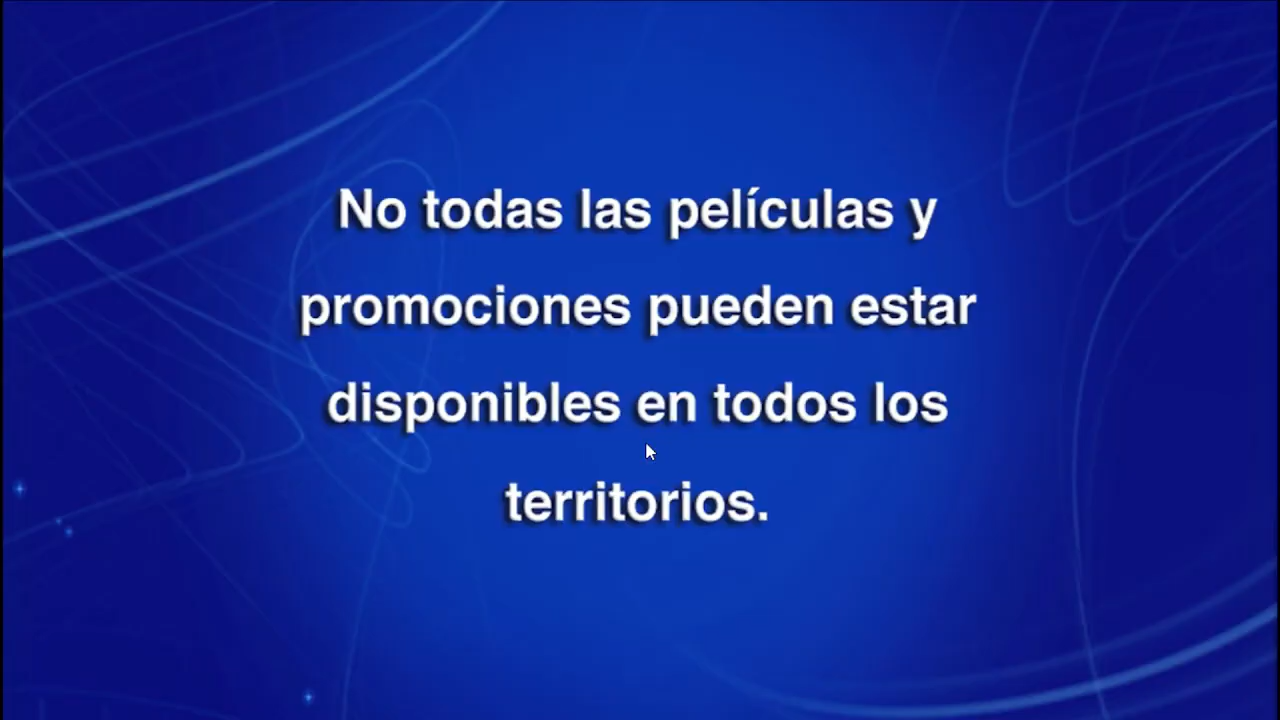 No todas las películas y
promociones pueden estar
disponibles en todos los
territorios.